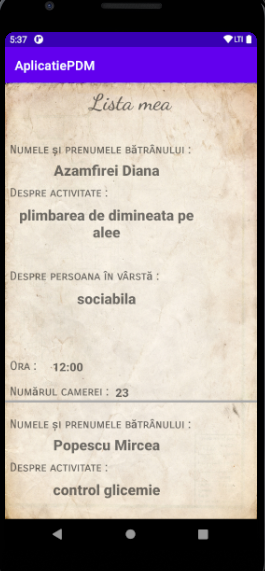 5:37 LTE
AplicatiePDM
Lista mea
Numele și prenumele bătrânului :
Azamfirei Diana
Despre activitate :
plimbarea de dimineata pe
alee
Despre persoana în vârstă :
sociabila
Ora : 12:00
Numărul camerei : 23
Numele și prenumele bătrânului :
Popescu Mircea
Despre activitate :
control glicemie